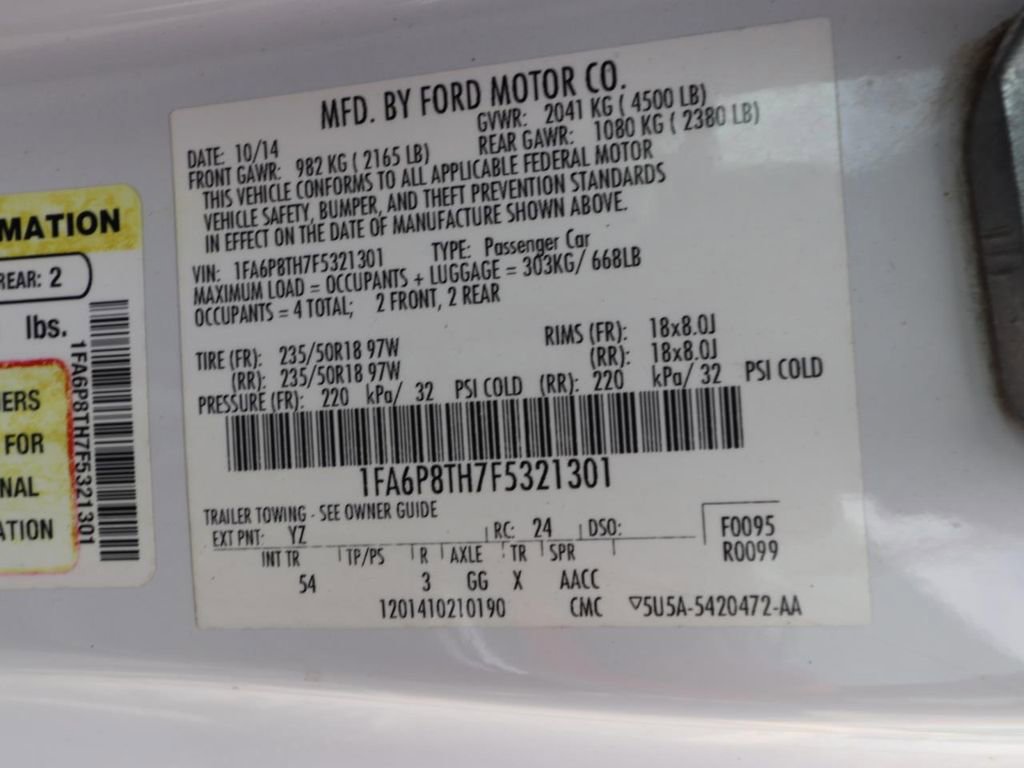 MFD. BY FORD MOTOR CO.
DATE: 10/14 GVWR: 2041 KG ( 4500 LB)
FRONT GAWR: 982 KG ( 2165 LB) REAR GAWR: 1080 KG ( 2380 LB)
THIS VEHICLE CONFORMS TO ALL APPLICABLE FEDERAL MOTOR
VEHICLE SAFETY, BUMPER, AND THEFT PREVENTION STANDARDS
IN EFFECT ON THE DATE OF MANUFACTURE SHOWN ABOVE.
VIN: 1FA6P8TH7F5321301 TYPE: Passenger Car
MAXIMUM LOAD = OCCUPANTS + LUGGAGE = 303KG/ 668LB
OCCUPANTS = 4 TOTAL; 2 FRONT, 2 REAR
TIRE (FR): 235/50R18 97W RIMS (FR): 18x8.0J
(RR): 235/50R18 97W (RR): 18x8.0J
PRESSURE (FR): 220 kPa/ 32 PSI COLD (RR): 220 kPa/ 32 PSI COLD
1FA6P8TH7F5321301
TRAILER TOWING - SEE OWNER GUIDE
EXT PNT: YZ RC: 24 DSO: F0095
R0099
INT TR TP/PS R AXLE TR SPR
54 3 GG X AACC
1201410210190 CMC ▽5U5A-5420472-AA
MATION
REAR: 2
lbs.
ERS
FOR
NAL
ATION
1FA6P8TH7F5321301